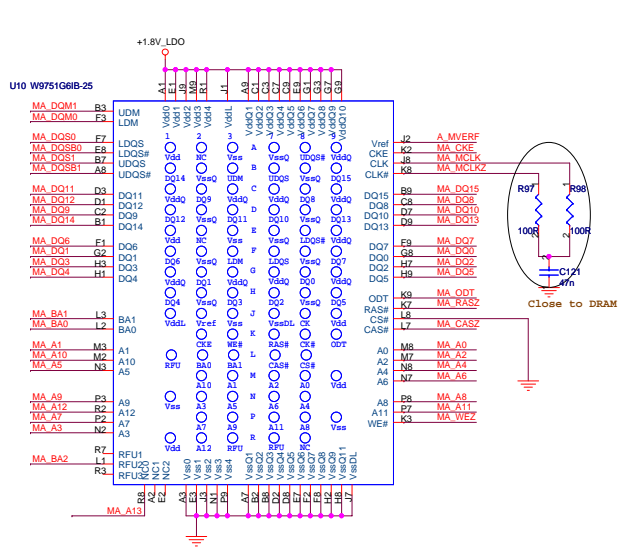 +1.8V_LDO
U10 W9751G6IB-25
A1 E1 J9 M9 R1 J1 A9 C1 C3 C7 C9 E9 G1 G3 G7 G9
Vdd0 Vdd1 Vdd2 Vdd3 Vdd4 VddL VddQ1 VddQ2 VddQ3 VddQ4 VddQ5 VddQ6 VddQ7 VddQ8 VddQ9 VddQ10
MA_DQM1 B3 UDM
MA_DQM0 F3 LDM
MA_DQS0 F7 LDQS
MA_DQSB0 E8 LDQS#
MA_DQS1 B7 UDQS
MA_DQSB1 A8 UDQS#
MA_DQ11 D3 DQ11
MA_DQ12 D1 DQ12
MA_DQ9 C2 DQ9
MA_DQ14 B1 DQ14
MA_DQ6 F1 DQ6
MA_DQ1 G2 DQ1
MA_DQ3 H3 DQ3
MA_DQ4 H1 DQ4
MA_BA1 L3 BA1
MA_BA0 L2 BA0
MA_A1 M3 A1
MA_A10 M2 A10
MA_A5 N3 A5
MA_A9 P3 A9
MA_A12 R2 A12
MA_A7 P2 A7
MA_A3 N2 A3
R7 RFU1
MA_BA2 L1 RFU2
R3 RFU3
1 2 3 7 8 9
A
Vdd NC Vss VssQ UDQS# VddQ
B
DQ14 VssQ UDM UDQS VssQ DQ15
C
VddQ DQ9 VddQ VddQ DQ8 VddQ
D
DQ12 VssQ DQ11 DQ10 VssQ DQ13
E
Vdd NC Vss VssQ LDQS# VddQ
F
DQ6 VssQ LDM LDQS VssQ DQ7
G
VddQ DQ1 VddQ VddQ DQ0 VddQ
H
DQ4 VssQ DQ3 DQ2 VssQ DQ5
J
VddL Vref Vss VssDL CK Vdd
K
CKE WE# RAS# CK# ODT
L
RFU BA0 BA1 CAS# CS#
M
A10 A1 A2 A0 Vdd
N
Vss A3 A5 A6 A4
P
A7 A9 A11 A8 Vss
R
Vdd A12 RFU RFU NC
Vref J2 A_MVERF
CKE K2 MA_CKE
CLK J8 MA_MCLK
CLK# K8 MA_MCLKZ
DQ15 B9 MA_DQ15
DQ8 C8 MA_DQ8
DQ10 D7 MA_DQ10
DQ13 D9 MA_DQ13
DQ7 F9 MA_DQ7
DQ0 G8 MA_DQ0
DQ2 H7 MA_DQ2
DQ5 H9 MA_DQ5
ODT K9 MA_ODT
RAS# K7 MA_RASZ
CS# L8
CAS# L7 MA_CASZ
A0 M8 MA_A0
A2 M7 MA_A2
A4 N8 MA_A4
A6 N7 MA_A6
A8 P8 MA_A8
A11 P7 MA_A11
WE# K3 MA_WEZ
R97 1 2 100R
R98 1 2 100R
C121 2 1
47n
Close to DRAM
NC0 NC1 NC2 Vss0 Vss1 Vss2 Vss3 Vss4 VssQ1 VssQ2 VssQ3 VssQ4 VssQ5 VssQ6 VssQ7 VssQ8 VssQ9 VssQ11 VssDL
R8 A2 E2 A3 E3 J3 N1 P9 A7 B2 B8 D2 D8 E7 F2 F8 H2 H8 J7
MA_A13